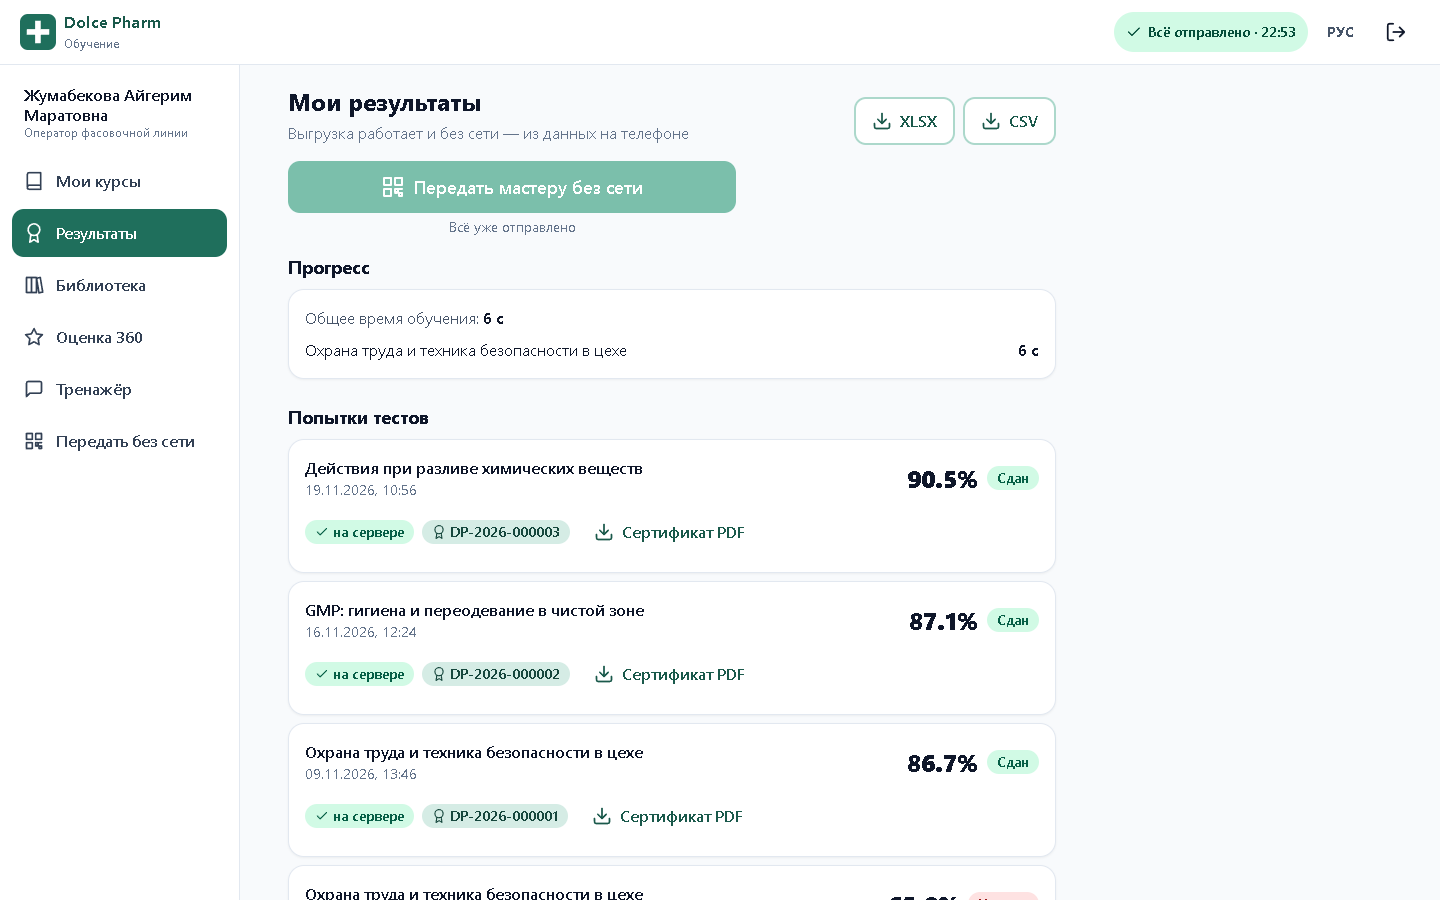 Dolce Pharm
Обучение
Всё отправлено · 22:53
РУС
Жумабекова Айгерим
Маратовна
Оператор фасовочной линии
Мои курсы
Результаты
Библиотека
Оценка 360
Тренажёр
Передать без сети
Мои результаты
Выгрузка работает и без сети — из данных на телефоне
XLSX
CSV
Передать мастеру без сети
Всё уже отправлено
Прогресс
Общее время обучения: 6 с
Охрана труда и техника безопасности в цехе 6 с
Попытки тестов
Действия при разливе химических веществ
19.11.2026, 10:56
90.5% Сдан
на сервере DP-2026-000003 Сертификат PDF
GMP: гигиена и переодевание в чистой зоне
16.11.2026, 12:24
87.1% Сдан
на сервере DP-2026-000002 Сертификат PDF
Охрана труда и техника безопасности в цехе
09.11.2026, 13:46
86.7% Сдан
на сервере DP-2026-000001 Сертификат PDF
Охрана труда и техника безопасности в цехе